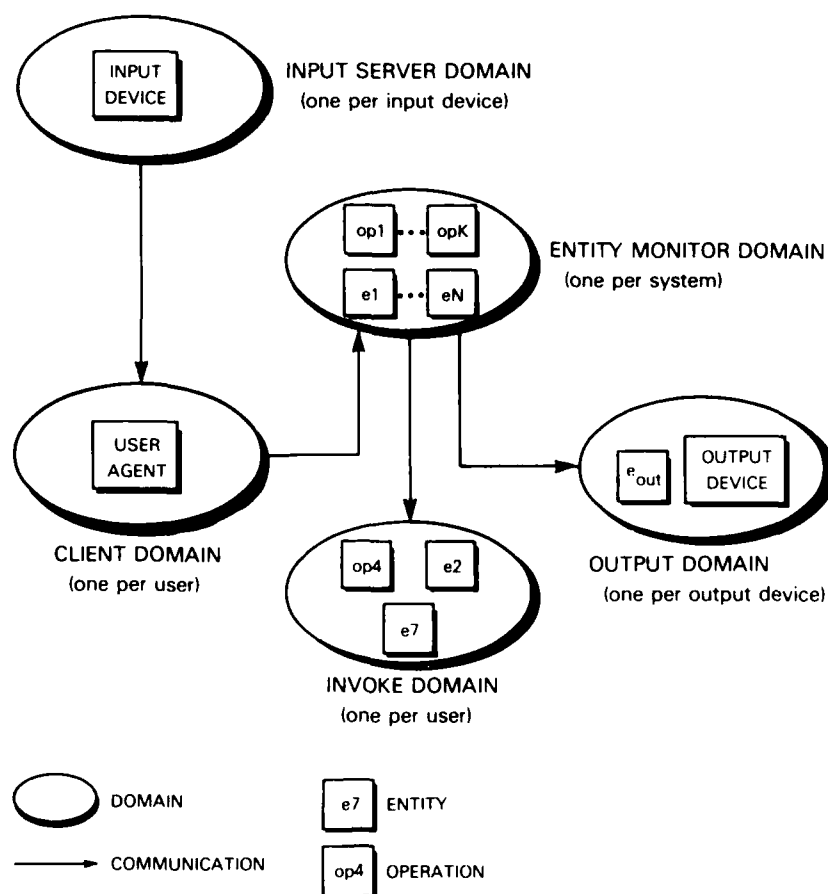 INPUT
DEVICE
INPUT SERVER DOMAIN
(one per input device)
op1 ••• opK
e1 ••• eN
ENTITY MONITOR DOMAIN
(one per system)
USER
AGENT
CLIENT DOMAIN
(one per user)
e out
OUTPUT
DEVICE
OUTPUT DOMAIN
(one per output device)
op4
e2
e7
INVOKE DOMAIN
(one per user)
DOMAIN
e7
ENTITY
COMMUNICATION
op4
OPERATION